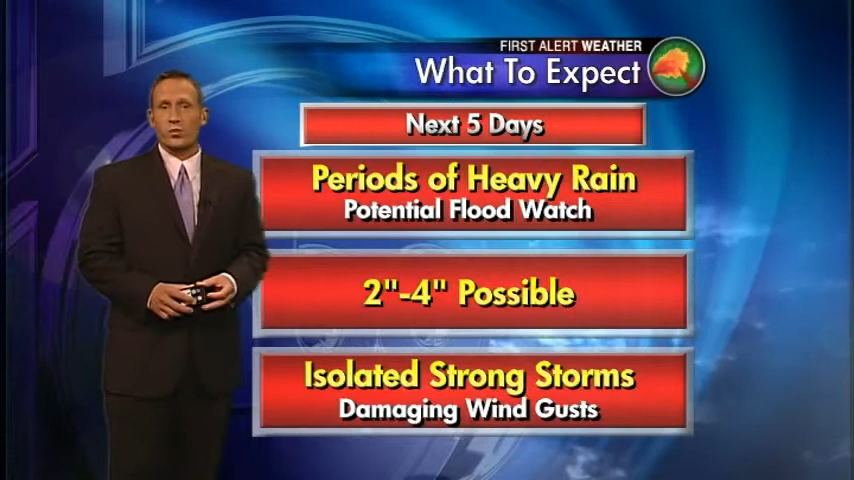 FIRST ALERT WEATHER
What To Expect
Next 5 Days
Periods of Heavy Rain
Potential Flood Watch
2"-4" Possible
Isolated Strong Storms
Damaging Wind Gusts